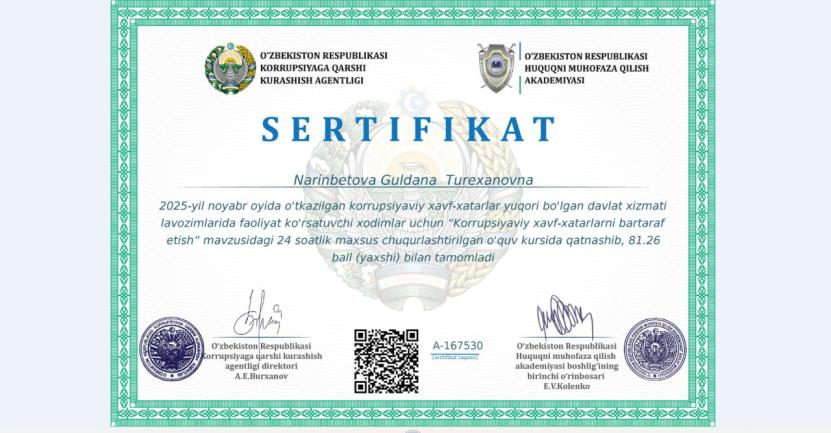 O'ZBEKISTON RESPUBLIKASI
KORRUPSIYAGA QARSHI
KURASHISH AGENTLIGI
O'ZBEKISTON RESPUBLIKASI
HUQUQNI MUHOFAZA QILISH
AKADEMIYASI
SERTIFIKAT
Narinbetova Guldana Turexanovna
2025-yil noyabr oyida o'tkazilgan korrupsiyaviy xavf-xatarlar yuqori bo'lgan davlat xizmati
lavozimlarida faoliyat ko'rsatuvchi xodimlar uchun "Korrupsiyaviy xavf-xatarlarni bartaraf
etish" mavzusidagi 24 soatlik maxsus chuqurlashtirilgan o'quv kursida qatnashib, 81.26
ball (yaxshi) bilan tamomladi
O'zbekiston Respublikasi
Korrupsiyaga qarshi kurashish
agentligi direktori
A.E.Burxanov
A-167530
(sertifikat raqami)
O'zbekiston Respublikasi
Huquqni muhofaza qilish
akademiyasi boshlig'ining
birinchi o'rinbosari
E.V.Kolenko